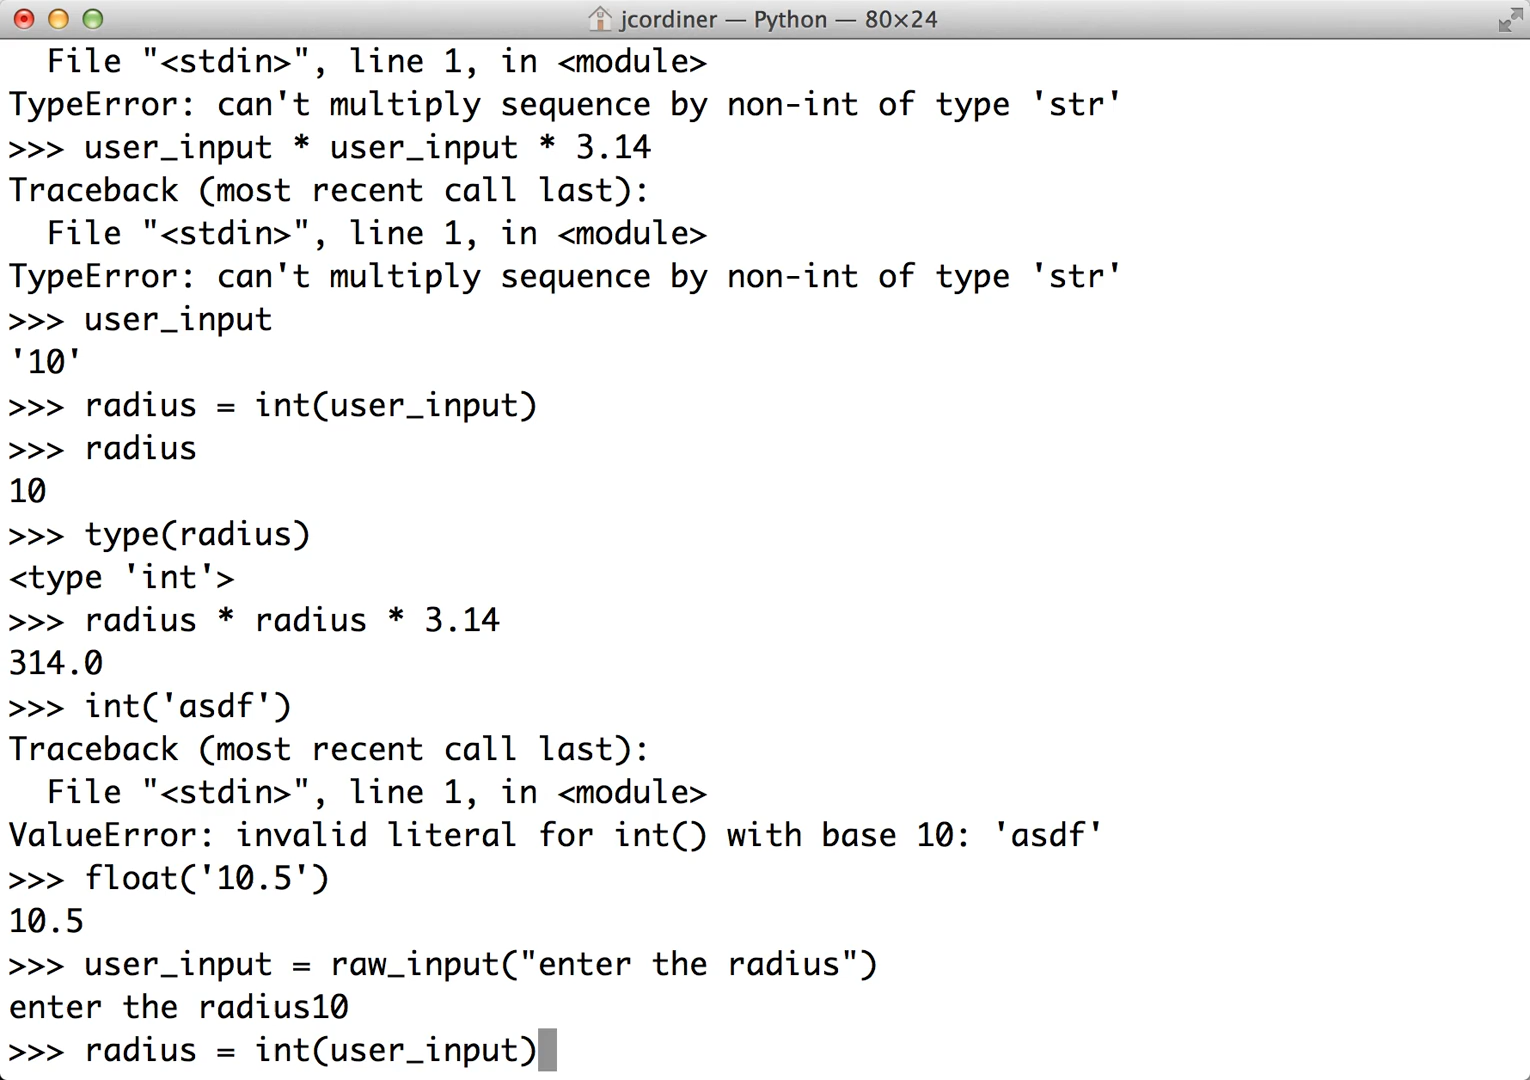 jcordiner — Python — 80×24
  File "<stdin>", line 1, in <module>
TypeError: can't multiply sequence by non-int of type 'str'
>>> user_input * user_input * 3.14
Traceback (most recent call last):
  File "<stdin>", line 1, in <module>
TypeError: can't multiply sequence by non-int of type 'str'
>>> user_input
'10'
>>> radius = int(user_input)
>>> radius
10
>>> type(radius)
<type 'int'>
>>> radius * radius * 3.14
314.0
>>> int('asdf')
Traceback (most recent call last):
  File "<stdin>", line 1, in <module>
ValueError: invalid literal for int() with base 10: 'asdf'
>>> float('10.5')
10.5
>>> user_input = raw_input("enter the radius")
enter the radius10
>>> radius = int(user_input)